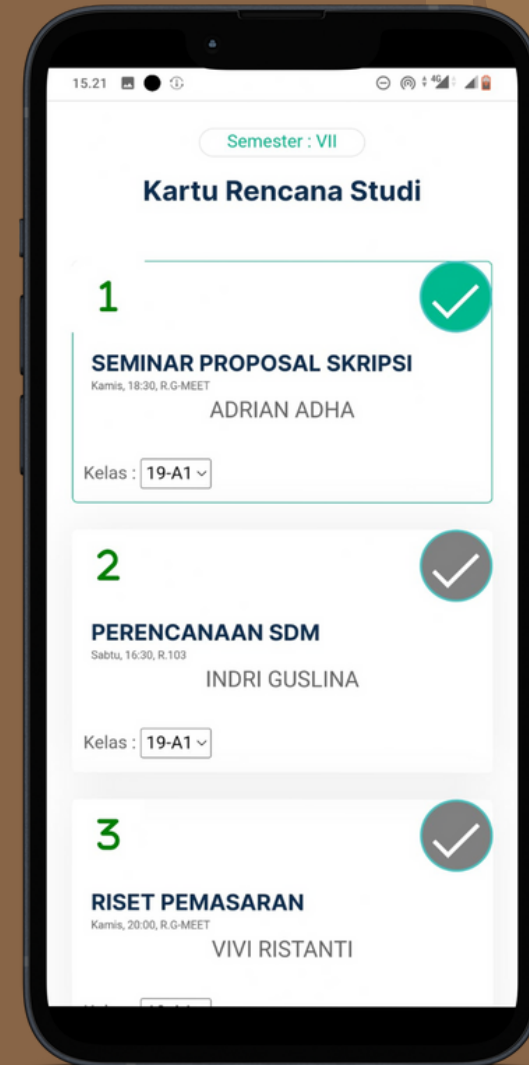 15.21 4G
Semester : VII
Kartu Rencana Studi
1
SEMINAR PROPOSAL SKRIPSI
Kamis, 18:30, R.G-MEET
ADRIAN ADHA
Kelas : 19-A1
2
PERENCANAAN SDM
Sabtu, 16:30, R.103
INDRI GUSLINA
Kelas : 19-A1
3
RISET PEMASARAN
Kamis, 20:00, R.G-MEET
VIVI RISTANTI